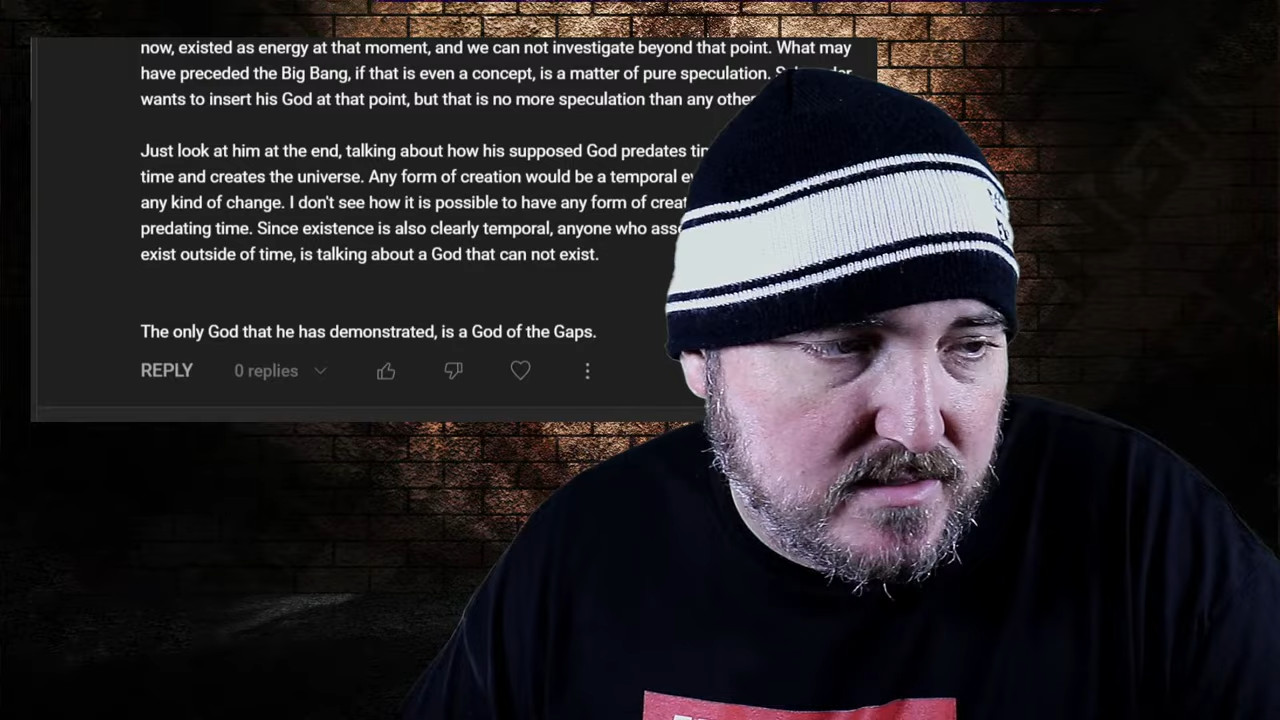 now, existed as energy at that moment, and we can not investigate beyond that point. What may
have preceded the Big Bang, if that is even a concept, is a matter of pure speculation.
wants to insert his God at that point, but that is no more speculation than any other
Just look at him at the end, talking about how his supposed God predates
time and creates the universe. Any form of creation would be a temporal
any kind of change. I don't see how it is possible to have any form of
predating time. Since existence is also clearly temporal, anyone who
exist outside of time, is talking about a God that can not exist.
The only God that he has demonstrated, is a God of the Gaps.
REPLY 0 replies